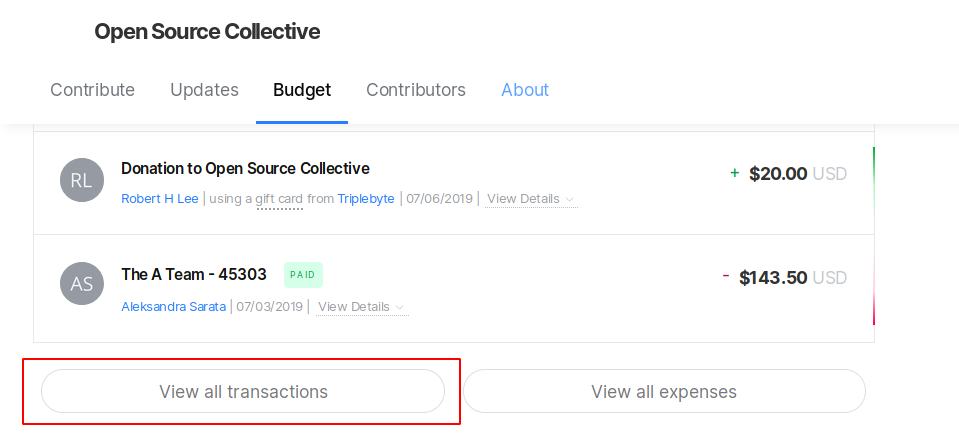 Open Source Collective
Contribute Updates Budget Contributors About
RL Donation to Open Source Collective + $20.00 USD
Robert H Lee | using a gift card from Triplebyte | 07/06/2019 | View Details
AS The A Team - 45303 PAID - $143.50 USD
Aleksandra Sarata | 07/03/2019 | View Details
View all transactions View all expenses